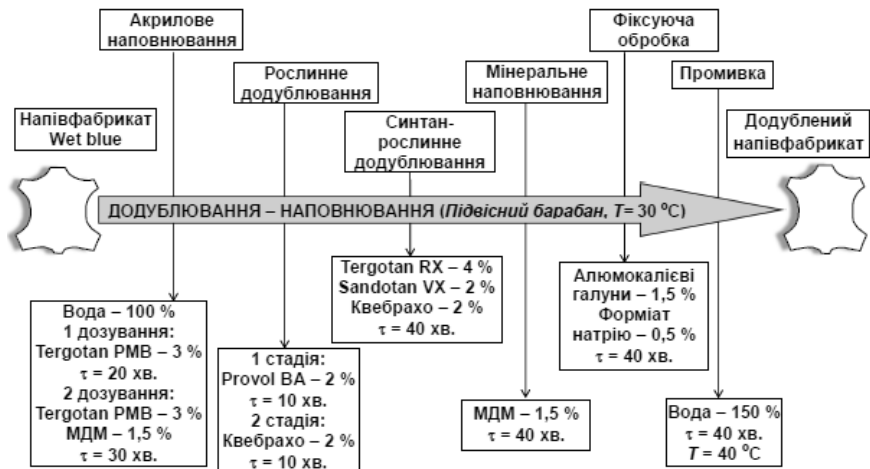 Акрилове
наповнювання
Рослинне
додублювання
Синтан-
рослинне
додублювання
Мінеральне
наповнювання
Фіксуюча
обробка
Промивка
Напівфабрикат
Wet blue
Додублений
напівфабрикат
ДОДУБЛЮВАННЯ – НАПОВНЮВАННЯ (Підвісний барабан, T= 30 °C)
Вода – 100 %
1 дозування:
Tergotan PMB – 3 %
τ = 20 хв.
2 дозування:
Tergotan PMB – 3 %
МДМ – 1,5 %
τ = 30 хв.
1 стадія:
Provol BA – 2 %
τ = 10 хв.
2 стадія:
Квебрахо – 2 %
τ = 10 хв.
Tergotan RX – 4 %
Sandotan VX – 2 %
Квебрахо – 2 %
τ = 40 хв.
МДМ – 1,5 %
τ = 40 хв.
Алюмокалієві
галуни – 1,5 %
Форміат
натрію – 0,5 %
τ = 40 хв.
Вода – 150 %
τ = 40 хв.
T = 40 °C